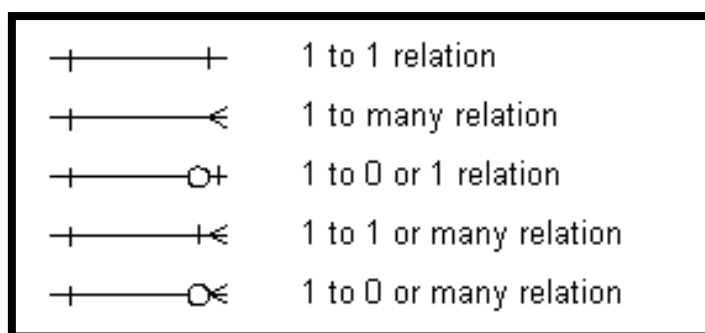 1 to 1 relation
1 to many relation
1 to 0 or 1 relation
1 to 1 or many relation
1 to 0 or many relation